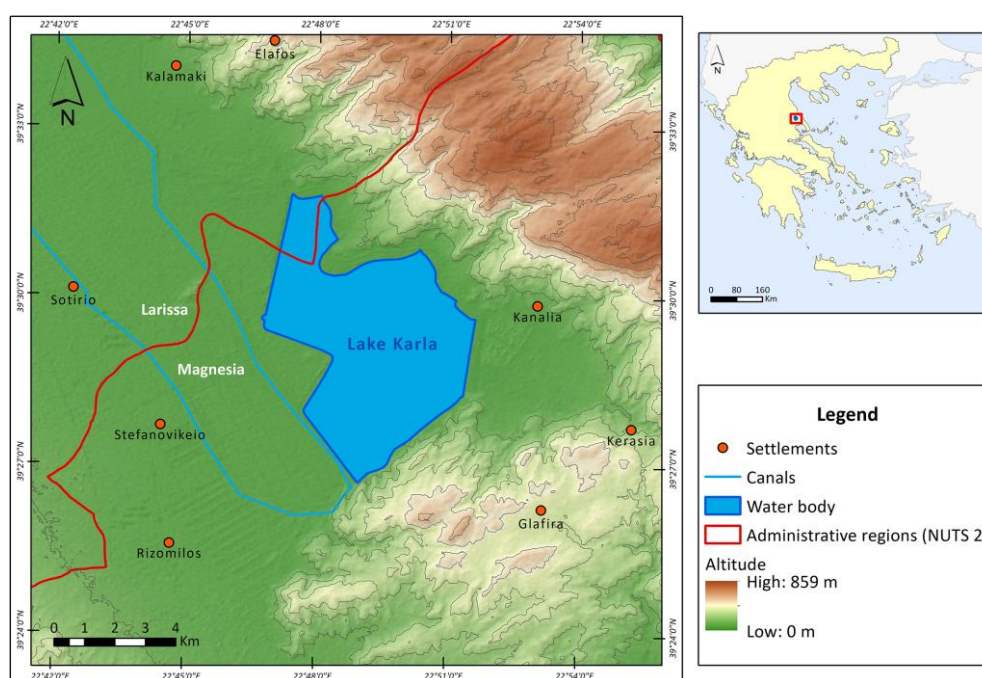 22°42'0"E 22°45'0"E 22°48'0"E 22°51'0"E 22°54'0"E
Elafos
Kalamaki
N
39°33'0"N 39°33'0"N
39°30'0"N 39°30'0"N
Sotirio
Larissa
Kanalia
Lake Karla
Magnesia
Stefanovikeio
Kerasia
39°27'0"N 39°27'0"N
Glafira
Rizomilos
39°24'0"N 39°24'0"N
0 1 2 3 4
Km
22°42'0"E 22°45'0"E 22°48'0"E 22°51'0"E 22°54'0"E
N
0 80 160
Km
Legend
Settlements
Canals
Water body
Administrative regions (NUTS 2
Altitude
High: 859 m
Low: 0 m